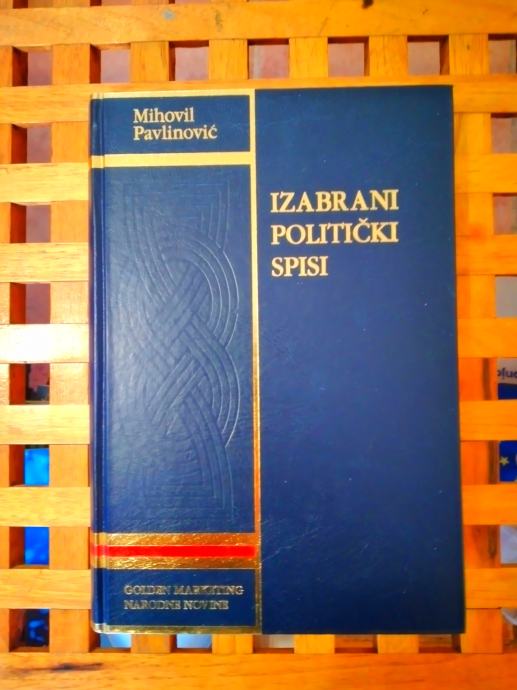 Mihovil
Pavlinović
IZABRANI
POLITIČKI
SPISI
GOLDEN MARKETING
NARODNE NOVINE